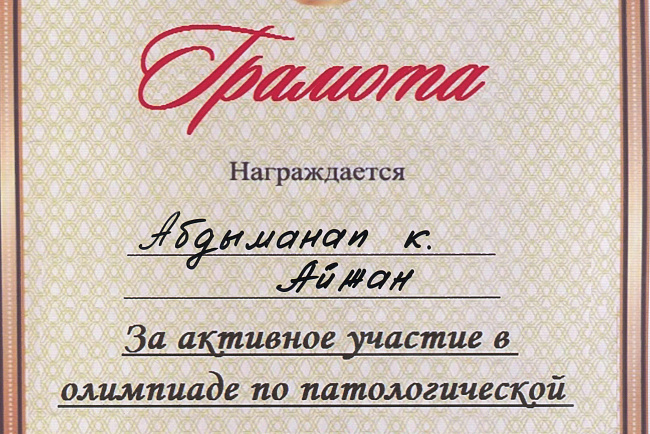 Грамота
Награждается
Абдыманап к.
Айжан
За активное участие в
олимпиаде по патологической